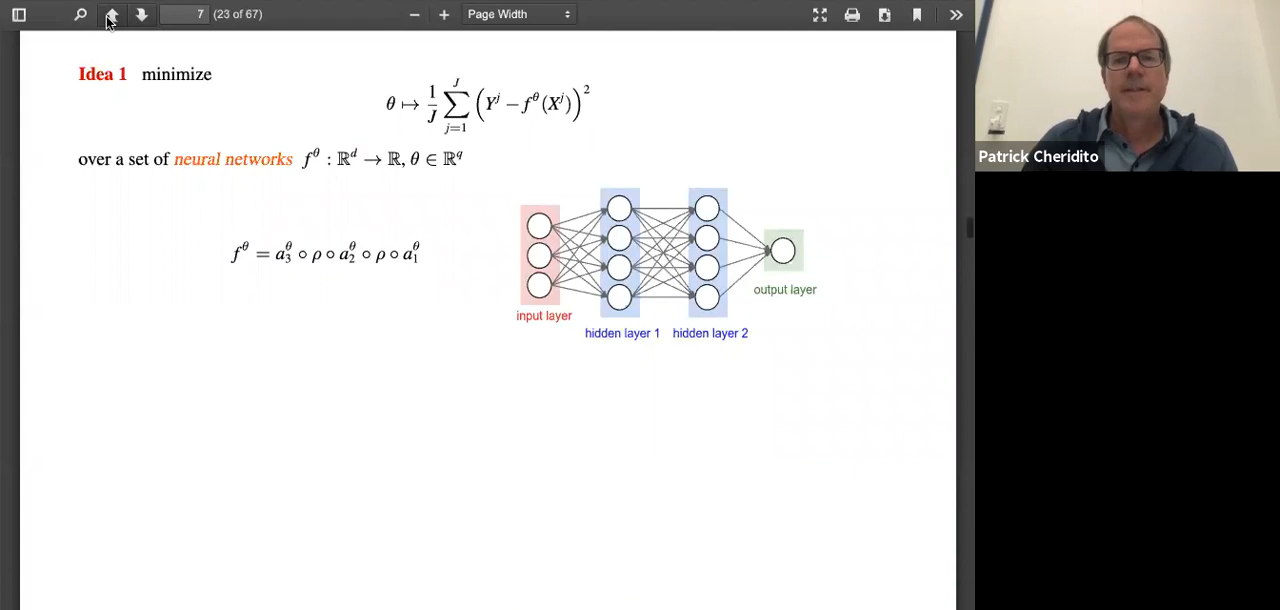 7 (23 of 67) Page Width
Idea 1 minimize
θ ↦ 1/J ∑_{j=1}^{J} (Y^j − f^θ(X^j))^2
over a set of neural networks f^θ : ℝ^d → ℝ, θ ∈ ℝ^q
f^θ = a_3^θ ∘ ρ ∘ a_2^θ ∘ ρ ∘ a_1^θ
output layer
input layer
hidden layer 1 hidden layer 2
Patrick Cheridito